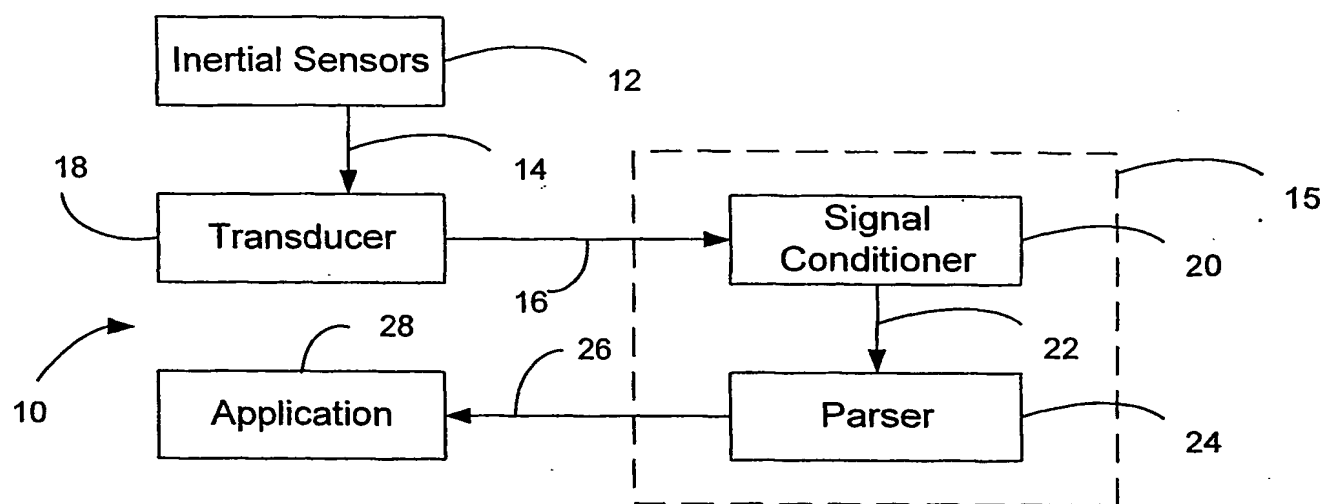 Inertial Sensors
12
14
18
15
Transducer
Signal
Conditioner
20
16
28
26
22
10
Application
Parser
24